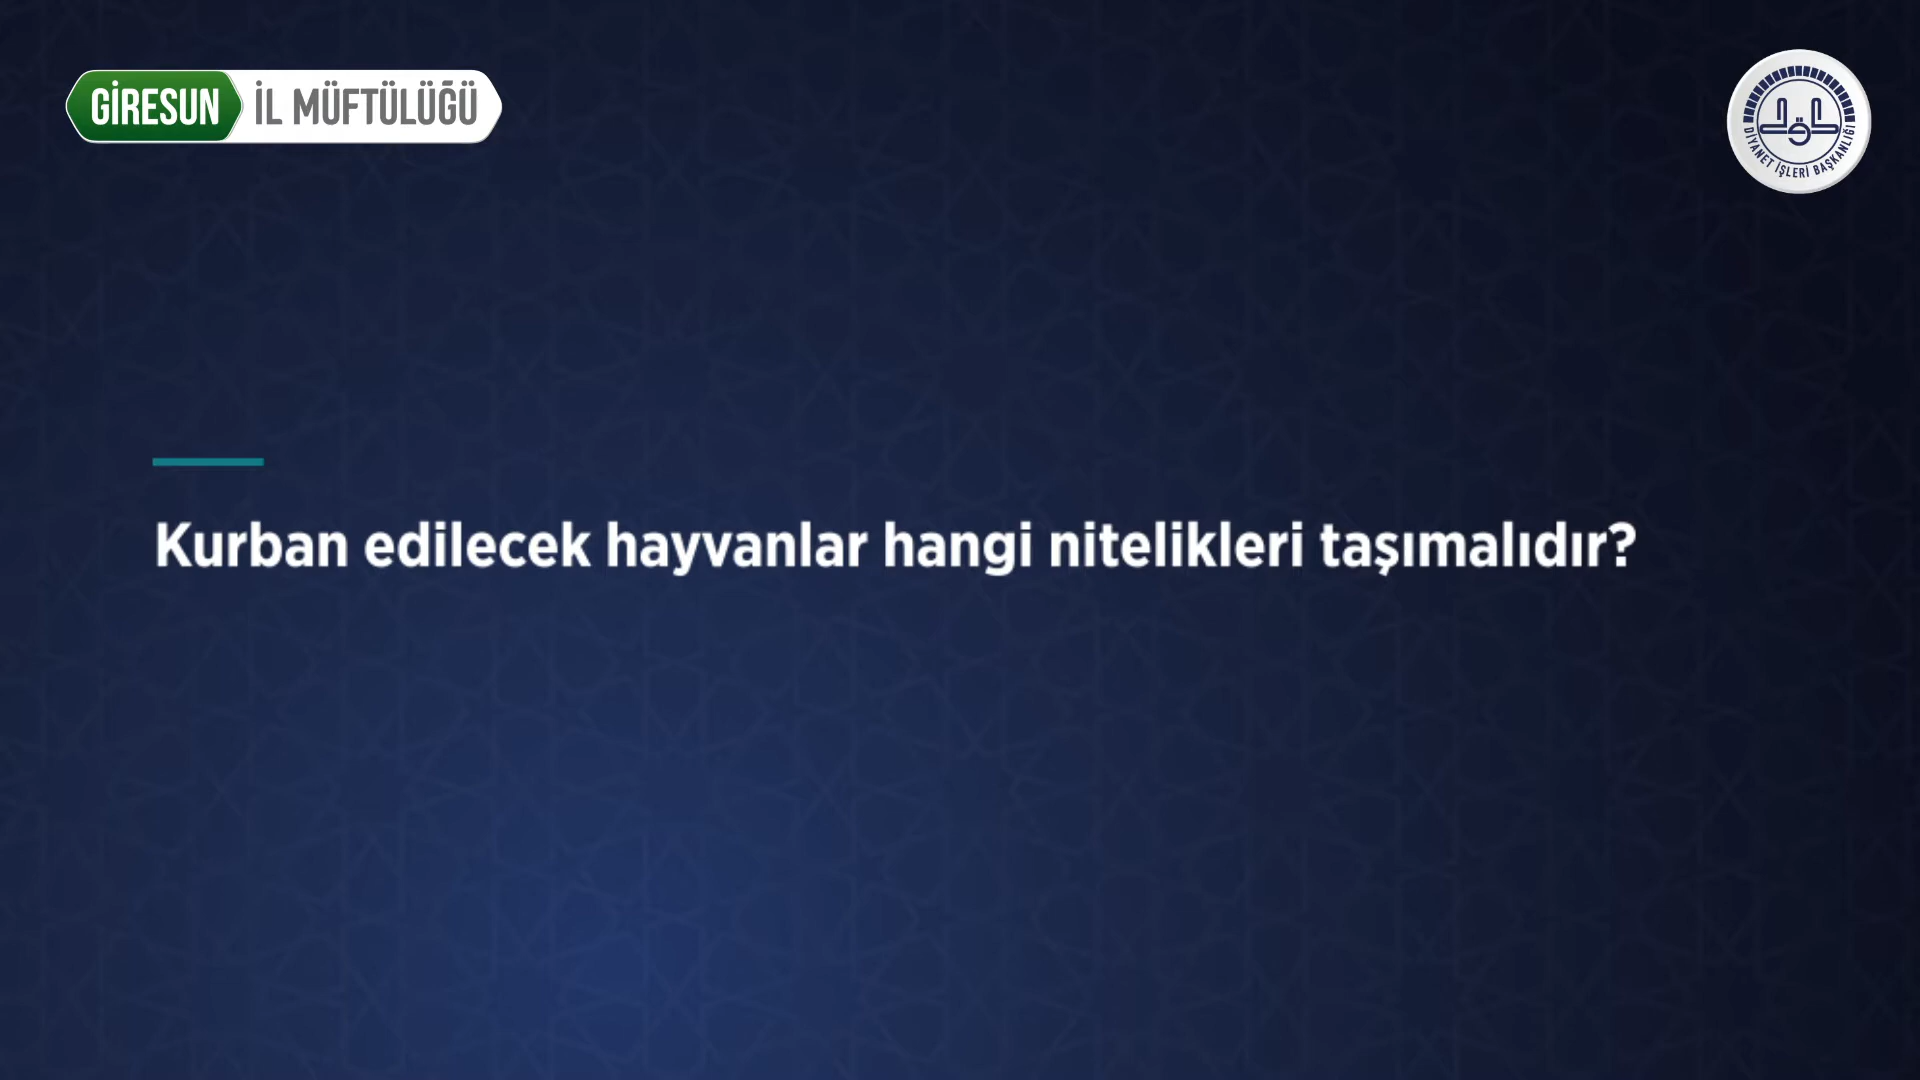 GİRESUN İL MÜFTÜLÜĞÜ
DİYANET İŞLERİ BAŞKANLIĞI
Kurban edilecek hayvanlar hangi nitelikleri taşımalıdır?